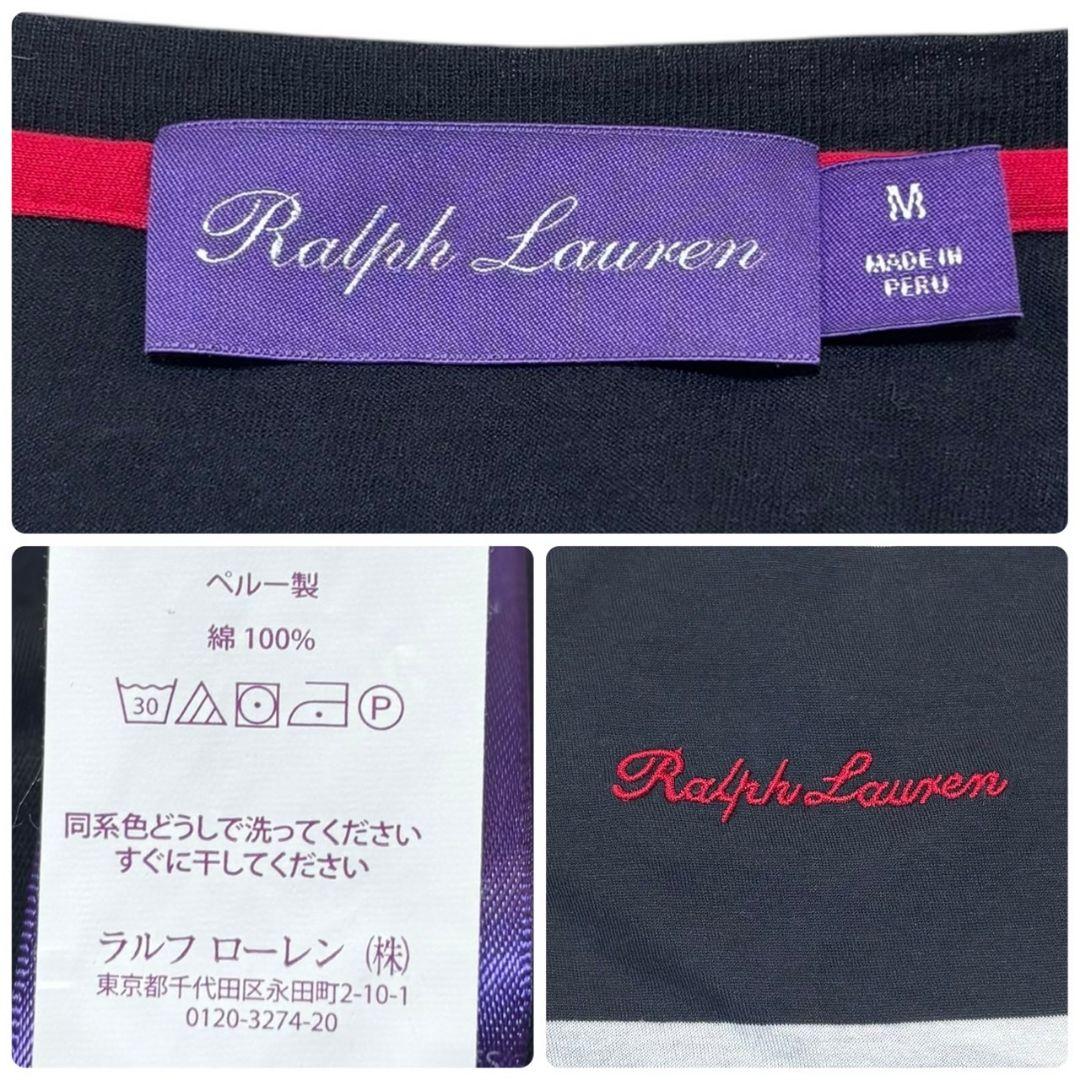 Ralph Lauren
M
MADE IN
PERU
ペルー製
綿 100%
30 P
同系色どうしで洗ってください
すぐに干してください
ラルフ ローレン (株)
東京都千代田区永田町2-10-1
0120-3274-20
Ralph Lauren